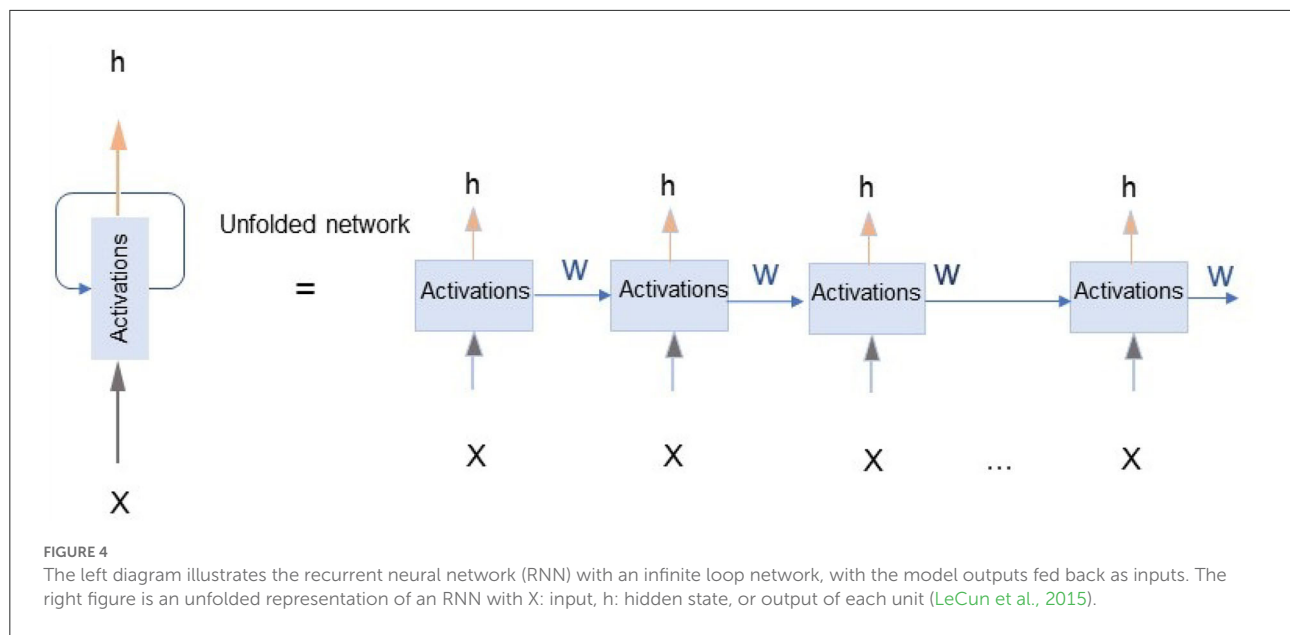 h
Activations
X
Unfolded network
=
h h h h
Activations W Activations W Activations W Activations W
X X X ... X
FIGURE 4
The left diagram illustrates the recurrent neural network (RNN) with an infinite loop network, with the model outputs fed back as inputs. The
right figure is an unfolded representation of an RNN with X: input, h: hidden state, or output of each unit (LeCun et al., 2015).